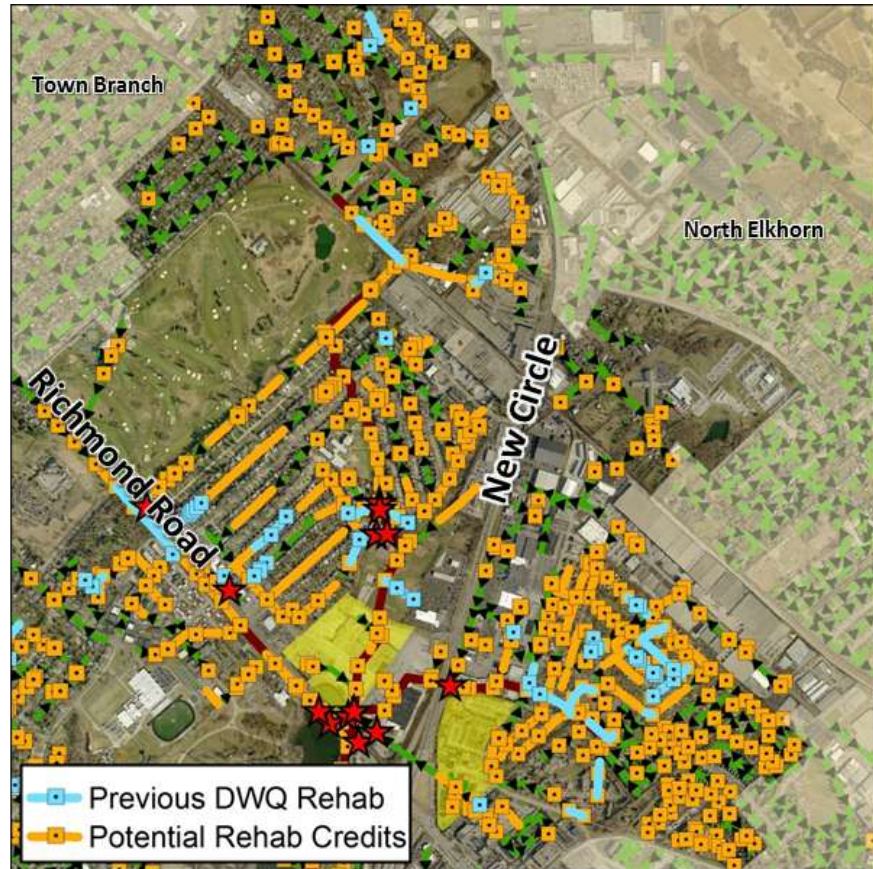 Town Branch
North Elkhorn
New Circle
Richmond Road
Previous DWQ Rehab
Potential Rehab Credits